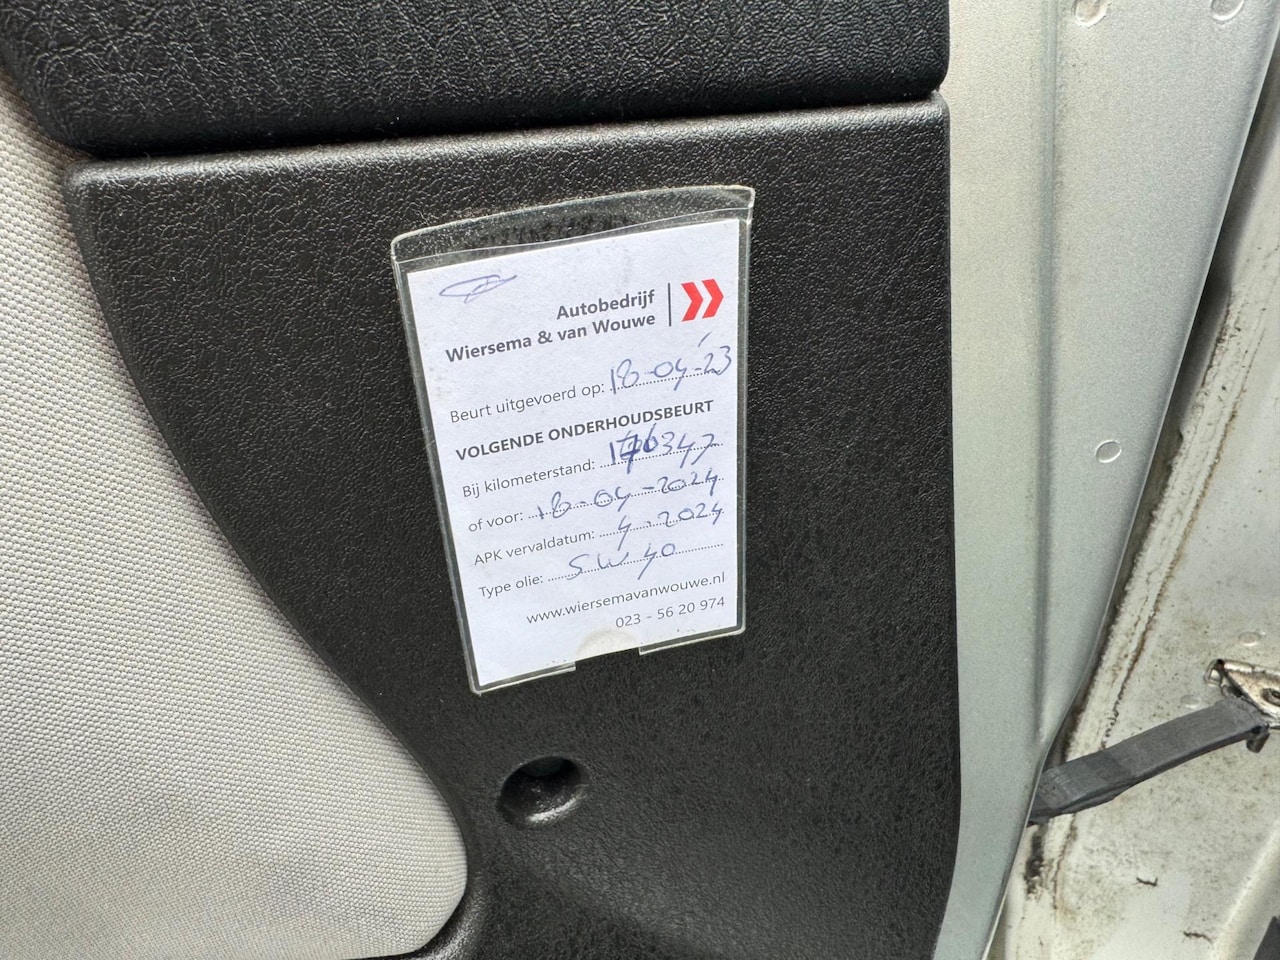 Autobedrijf
Wiersema & van Wouwe
Beurt uitgevoerd op: 18-04-'23
VOLGENDE ONDERHOUDSBEURT
Bij kilometerstand: 176347
of voor: 18-04-2024
APK vervaldatum: 4-2024
Type olie: 5W40
www.wiersemavanwouwe.nl
023 - 56 20 974